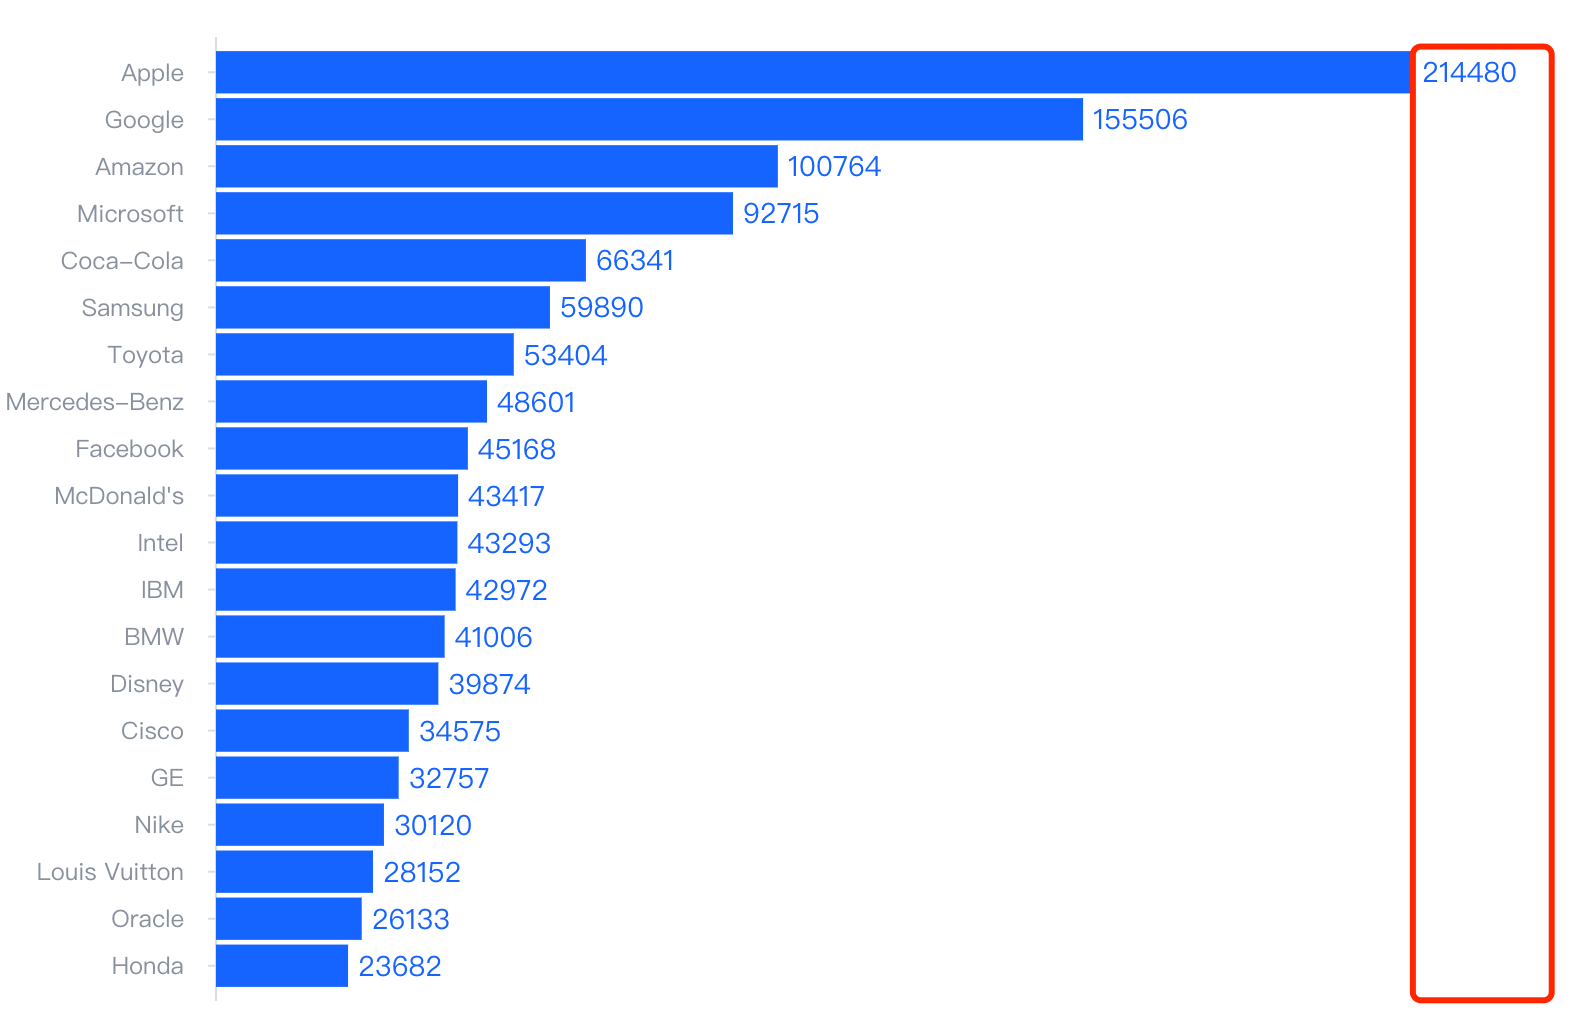 Apple 214480
Google 155506
Amazon 100764
Microsoft 92715
Coca–Cola 66341
Samsung 59890
Toyota 53404
Mercedes–Benz 48601
Facebook 45168
McDonald's 43417
Intel 43293
IBM 42972
BMW 41006
Disney 39874
Cisco 34575
GE 32757
Nike 30120
Louis Vuitton 28152
Oracle 26133
Honda 23682